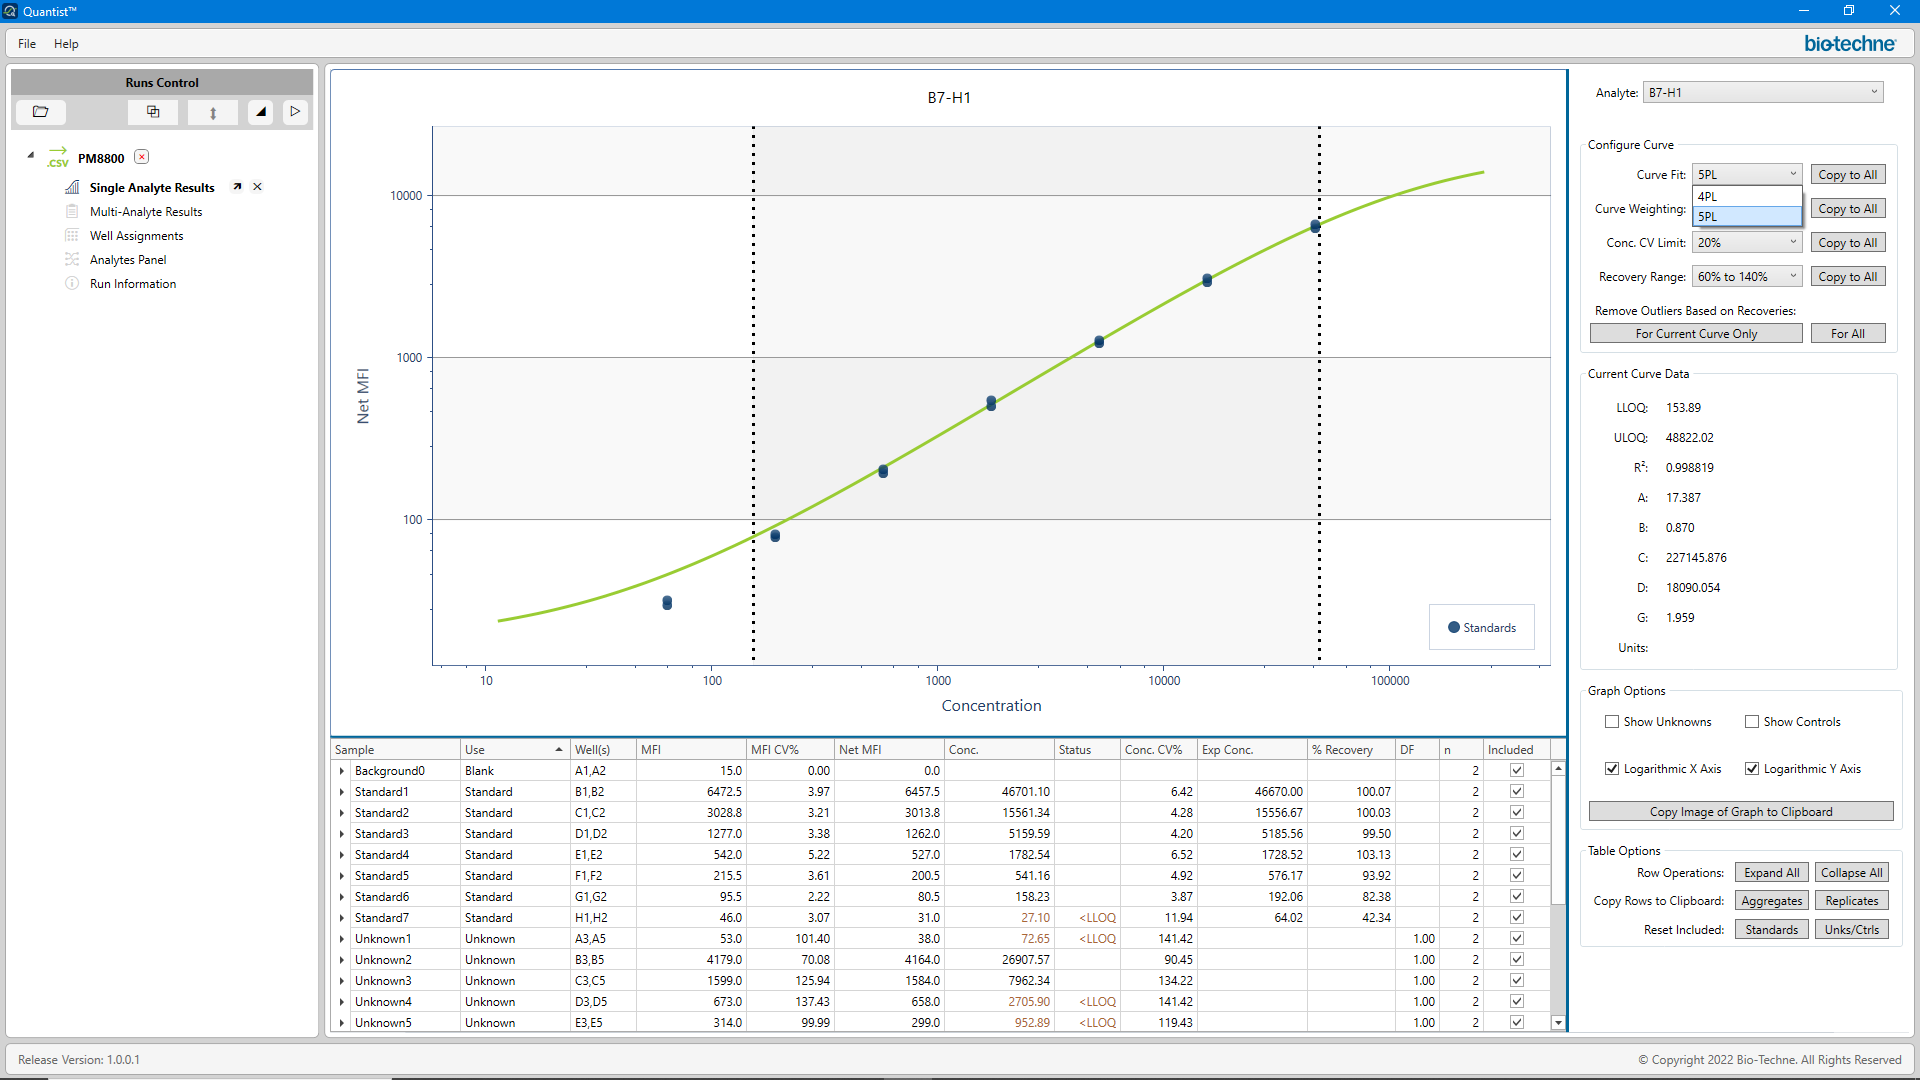 Quantist™
File Help
bio-techne
Runs Control
.csv PM8800
Single Analyte Results
Multi-Analyte Results
Well Assignments
Analytes Panel
Run Information
B7-H1
10000
1000
100
Net MFI
10 100 1000 10000 100000
Concentration
Standards
Analyte: B7-H1
Configure Curve
Curve Fit: 5PL Copy to All
4PL
5PL
Curve Weighting: Copy to All
Conc. CV Limit: 20% Copy to All
Recovery Range: 60% to 140% Copy to All
Remove Outliers Based on Recoveries:
For Current Curve Only For All
Current Curve Data
LLOQ: 153.89
ULOQ: 48822.02
R²: 0.998819
A: 17.387
B: 0.870
C: 227145.876
D: 18090.054
G: 1.959
Units:
Graph Options
Show Unknowns Show Controls
Logarithmic X Axis Logarithmic Y Axis
Copy Image of Graph to Clipboard
Table Options
Row Operations: Expand All Collapse All
Copy Rows to Clipboard: Aggregates Replicates
Reset Included: Standards Unks/Ctrls
Sample Use Well(s) MFI MFI CV% Net MFI Conc. Status Conc. CV% Exp Conc. % Recovery DF n Included
Background0 Blank A1,A2 15.0 0.00 0.0 2
Standard1 Standard B1,B2 6472.5 3.97 6457.5 46701.10 6.42 46670.00 100.07 2
Standard2 Standard C1,C2 3028.8 3.21 3013.8 15561.34 4.28 15556.67 100.03 2
Standard3 Standard D1,D2 1277.0 3.38 1262.0 5159.59 4.20 5185.56 99.50 2
Standard4 Standard E1,E2 542.0 5.22 527.0 1782.54 6.52 1728.52 103.13 2
Standard5 Standard F1,F2 215.5 3.61 200.5 541.16 4.92 576.17 93.92 2
Standard6 Standard G1,G2 95.5 2.22 80.5 158.23 3.87 192.06 82.38 2
Standard7 Standard H1,H2 46.0 3.07 31.0 27.10 <LLOQ 11.94 64.02 42.34 2
Unknown1 Unknown A3,A5 53.0 101.40 38.0 72.65 <LLOQ 141.42 1.00 2
Unknown2 Unknown B3,B5 4179.0 70.08 4164.0 26907.57 90.45 1.00 2
Unknown3 Unknown C3,C5 1599.0 125.94 1584.0 7962.34 134.22 1.00 2
Unknown4 Unknown D3,D5 673.0 137.43 658.0 2705.90 <LLOQ 141.42 1.00 2
Unknown5 Unknown E3,E5 314.0 99.99 299.0 952.89 <LLOQ 119.43 1.00 2
Release Version: 1.0.0.1
© Copyright 2022 Bio-Techne. All Rights Reserved